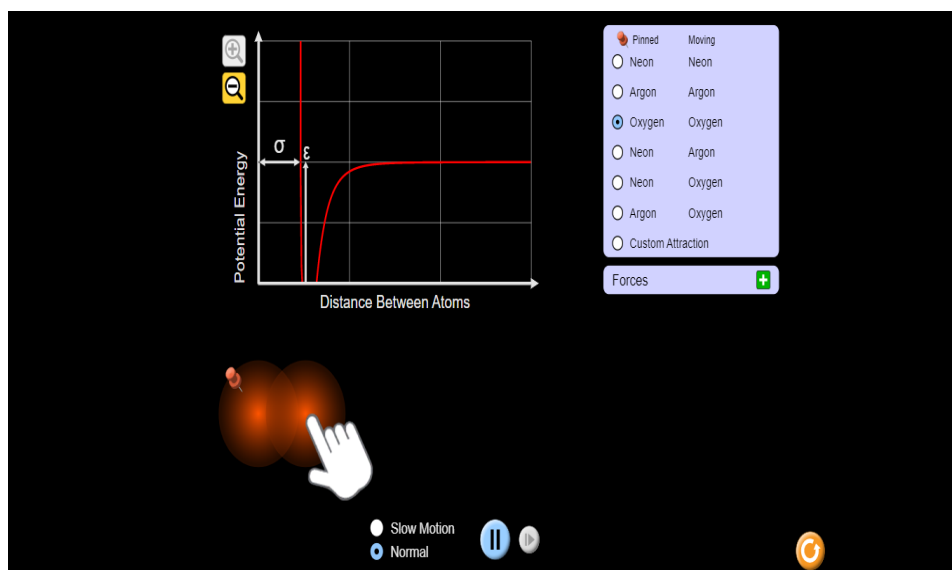 Pinned Moving
Neon Neon
Argon Argon
Oxygen Oxygen
Neon Argon
Neon Oxygen
Argon Oxygen
Custom Attraction
Forces
σ
ε
Potential Energy
Distance Between Atoms
Slow Motion
Normal